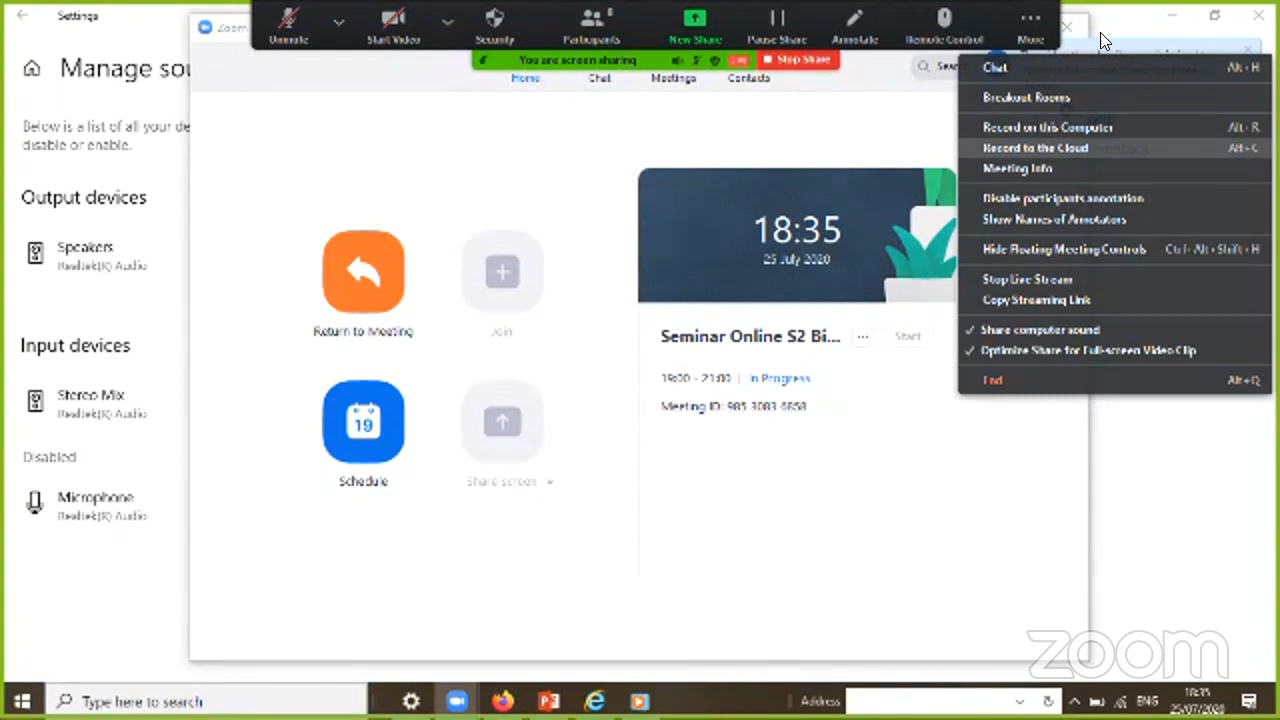 Settings
Zoom
Unmute
Start Video
Security
Participants
New Share
Pause Share
Annotate
Remote Control
More
You are screen sharing
Stop Share
Manage sou
Home
Chat
Meetings
Contacts
Sear
Below is a list of all your de
disable or enable.
Output devices
Speakers
Realtek(R) Audio
Input devices
Stereo Mix
Realtek(R) Audio
Disabled
Microphone
Realtek(R) Audio
Return to Meeting
Join
19
Schedule
Share screen
18:35
25 July 2020
Seminar Online S2 Bi... ... Start
19:00 - 21:00 | In Progress
Meeting ID: 985 3083 6858
Chat Alt+H
Breakout Rooms
Record on this Computer Alt+R
Record to the Cloud Alt+C
Meeting Info
Disable participants annotation
Show Names of Annotators
Hide Floating Meeting Controls Ctrl+Alt+Shift+H
Stop Live Stream
Copy Streaming Link
✓ Share computer sound
✓ Optimize Share for Full-screen Video Clip
End Alt+Q
zoom
Type here to search
Address
ENG
18:35
25/07/2020